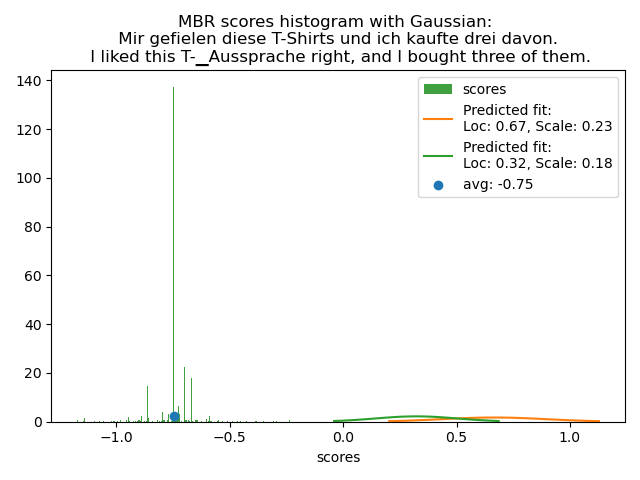 MBR scores histogram with Gaussian:
Mir gefielen diese T-Shirts und ich kaufte drei davon.
I liked this T-▁Aussprache right, and I bought three of them.
140
120
100
80
60
40
20
0
scores
Predicted fit:
Loc: 0.67, Scale: 0.23
Predicted fit:
Loc: 0.32, Scale: 0.18
avg: -0.75
−1.0 −0.5 0.0 0.5 1.0
scores